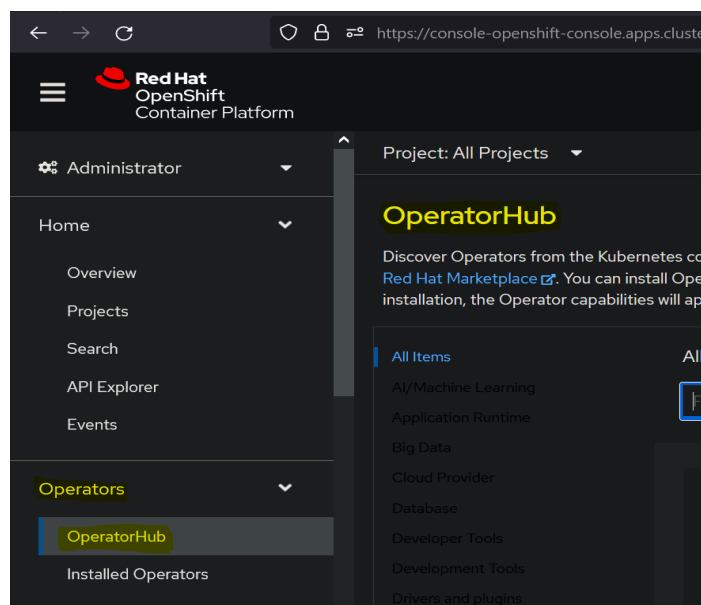 https://console-openshift-console.apps.cluste
Red Hat
OpenShift
Container Platform
Administrator
Home
Overview
Projects
Search
API Explorer
Events
Operators
OperatorHub
Installed Operators
Project: All Projects
OperatorHub
Discover Operators from the Kubernetes co
Red Hat Marketplace. You can install Ope
installation, the Operator capabilities will ap
All Items
AI/Machine Learning
Application Runtime
Big Data
Cloud Provider
Database
Developer Tools
Development Tools
Drivers and plugins
Al
F